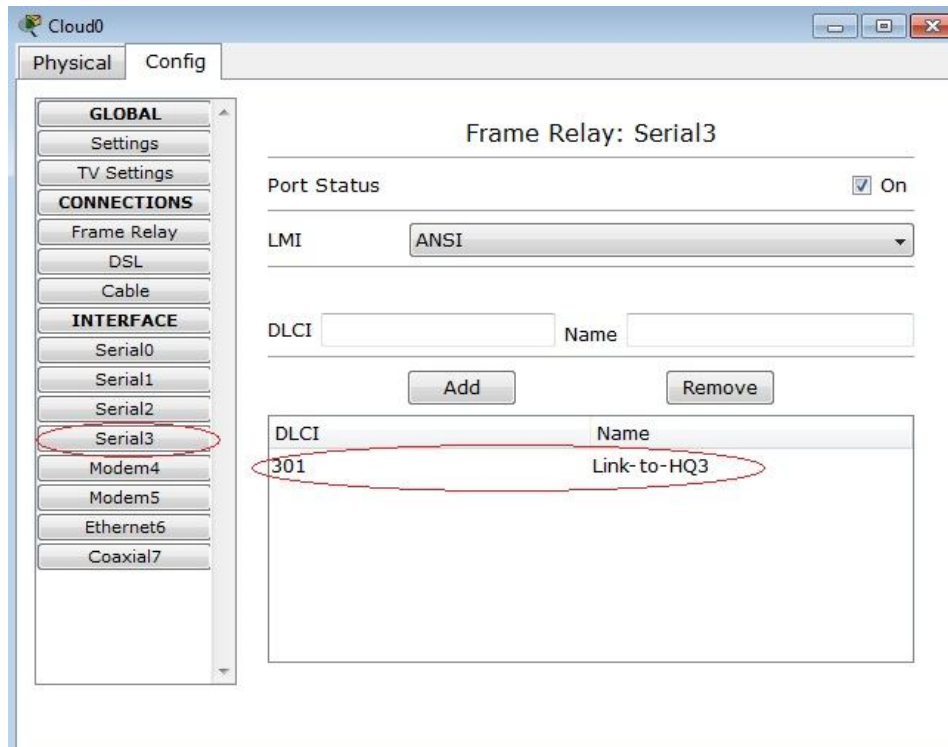 Cloud0
Physical Config
GLOBAL
Settings
TV Settings
CONNECTIONS
Frame Relay
DSL
Cable
INTERFACE
Serial0
Serial1
Serial2
Serial3
Modem4
Modem5
Ethernet6
Coaxial7
Frame Relay: Serial3
Port Status On
LMI ANSI
DLCI Name
Add Remove
DLCI Name
301 Link-to-HQ3